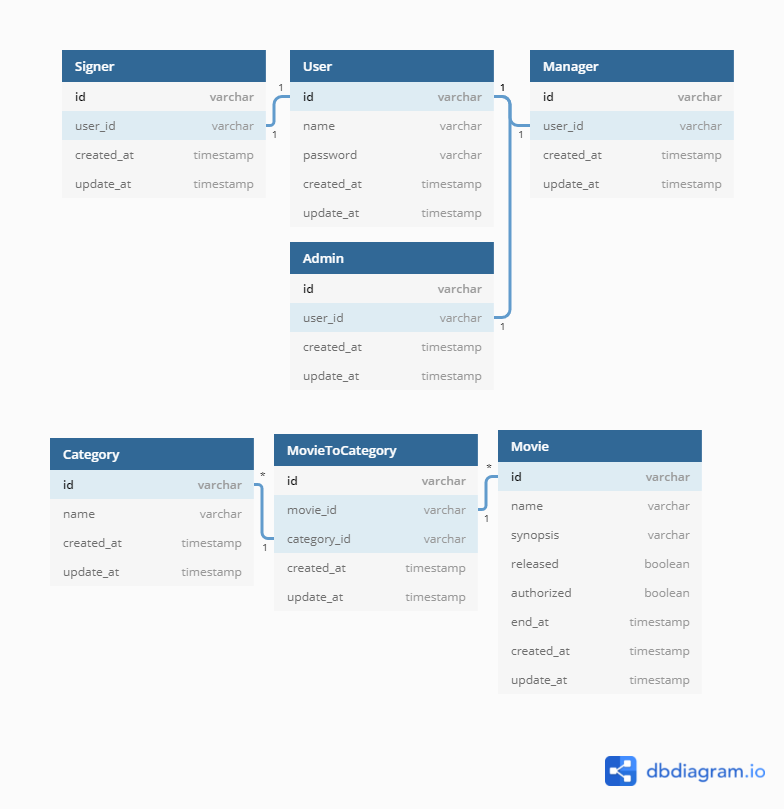 Signer
id varchar
user_id varchar
created_at timestamp
update_at timestamp
1
1
User
id varchar
name varchar
password varchar
created_at timestamp
update_at timestamp
1
1
Manager
id varchar
user_id varchar
created_at timestamp
update_at timestamp
Admin
id varchar
user_id varchar
created_at timestamp
update_at timestamp
1
Category
id varchar
name varchar
created_at timestamp
update_at timestamp
*
1
MovieToCategory
id varchar
movie_id varchar
category_id varchar
created_at timestamp
update_at timestamp
*
1
Movie
id varchar
name varchar
synopsis varchar
released boolean
authorized boolean
end_at timestamp
created_at timestamp
update_at timestamp
dbdiagram.io